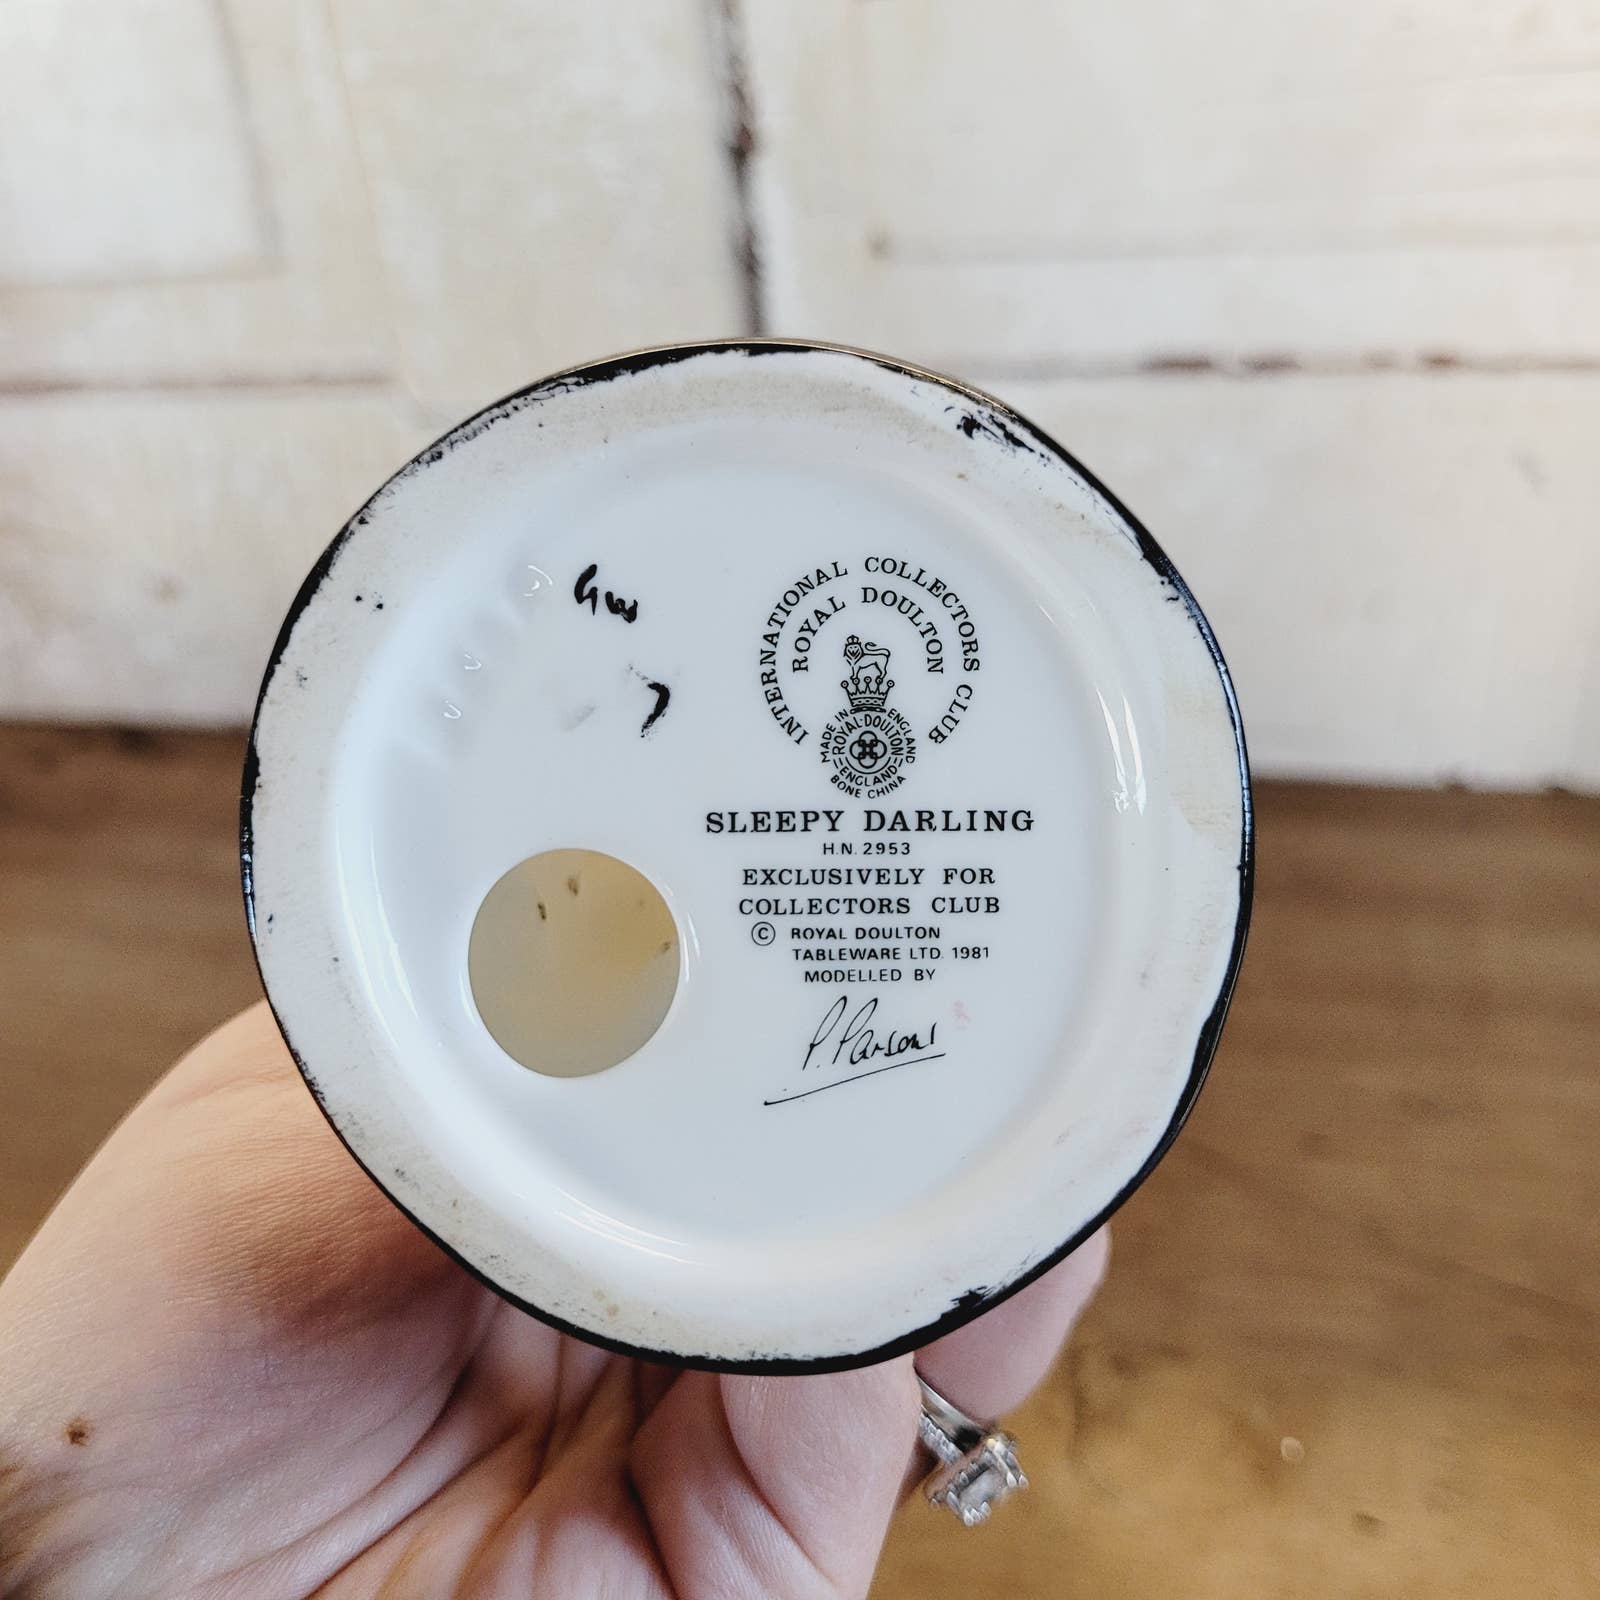 INTERNATIONAL COLLECTORS CLUB
ROYAL DOULTON
MADE IN ENGLAND
ROYAL·DOULTON
ENGLAND
BONE CHINA
SLEEPY DARLING
H.N. 2953
EXCLUSIVELY FOR
COLLECTORS CLUB
© ROYAL DOULTON
TABLEWARE LTD. 1981
MODELLED BY
P. Parsons